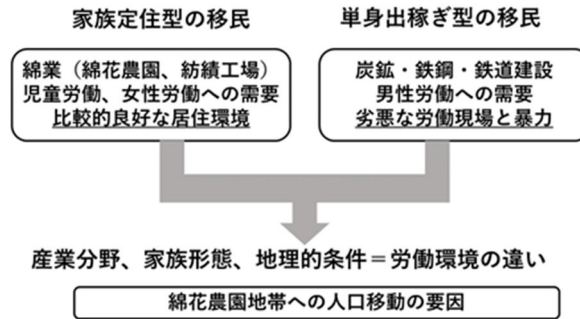 家族定住型の移民
綿業（綿花農園、紡績工場）
児童労働、女性労働への需要
比較的良好な居住環境
単身出稼ぎ型の移民
炭鉱・鉄鋼・鉄道建設
男性労働への需要
劣悪な労働現場と暴力
産業分野、家族形態、地理的条件＝労働環境の違い
綿花農園地帯への人口移動の要因